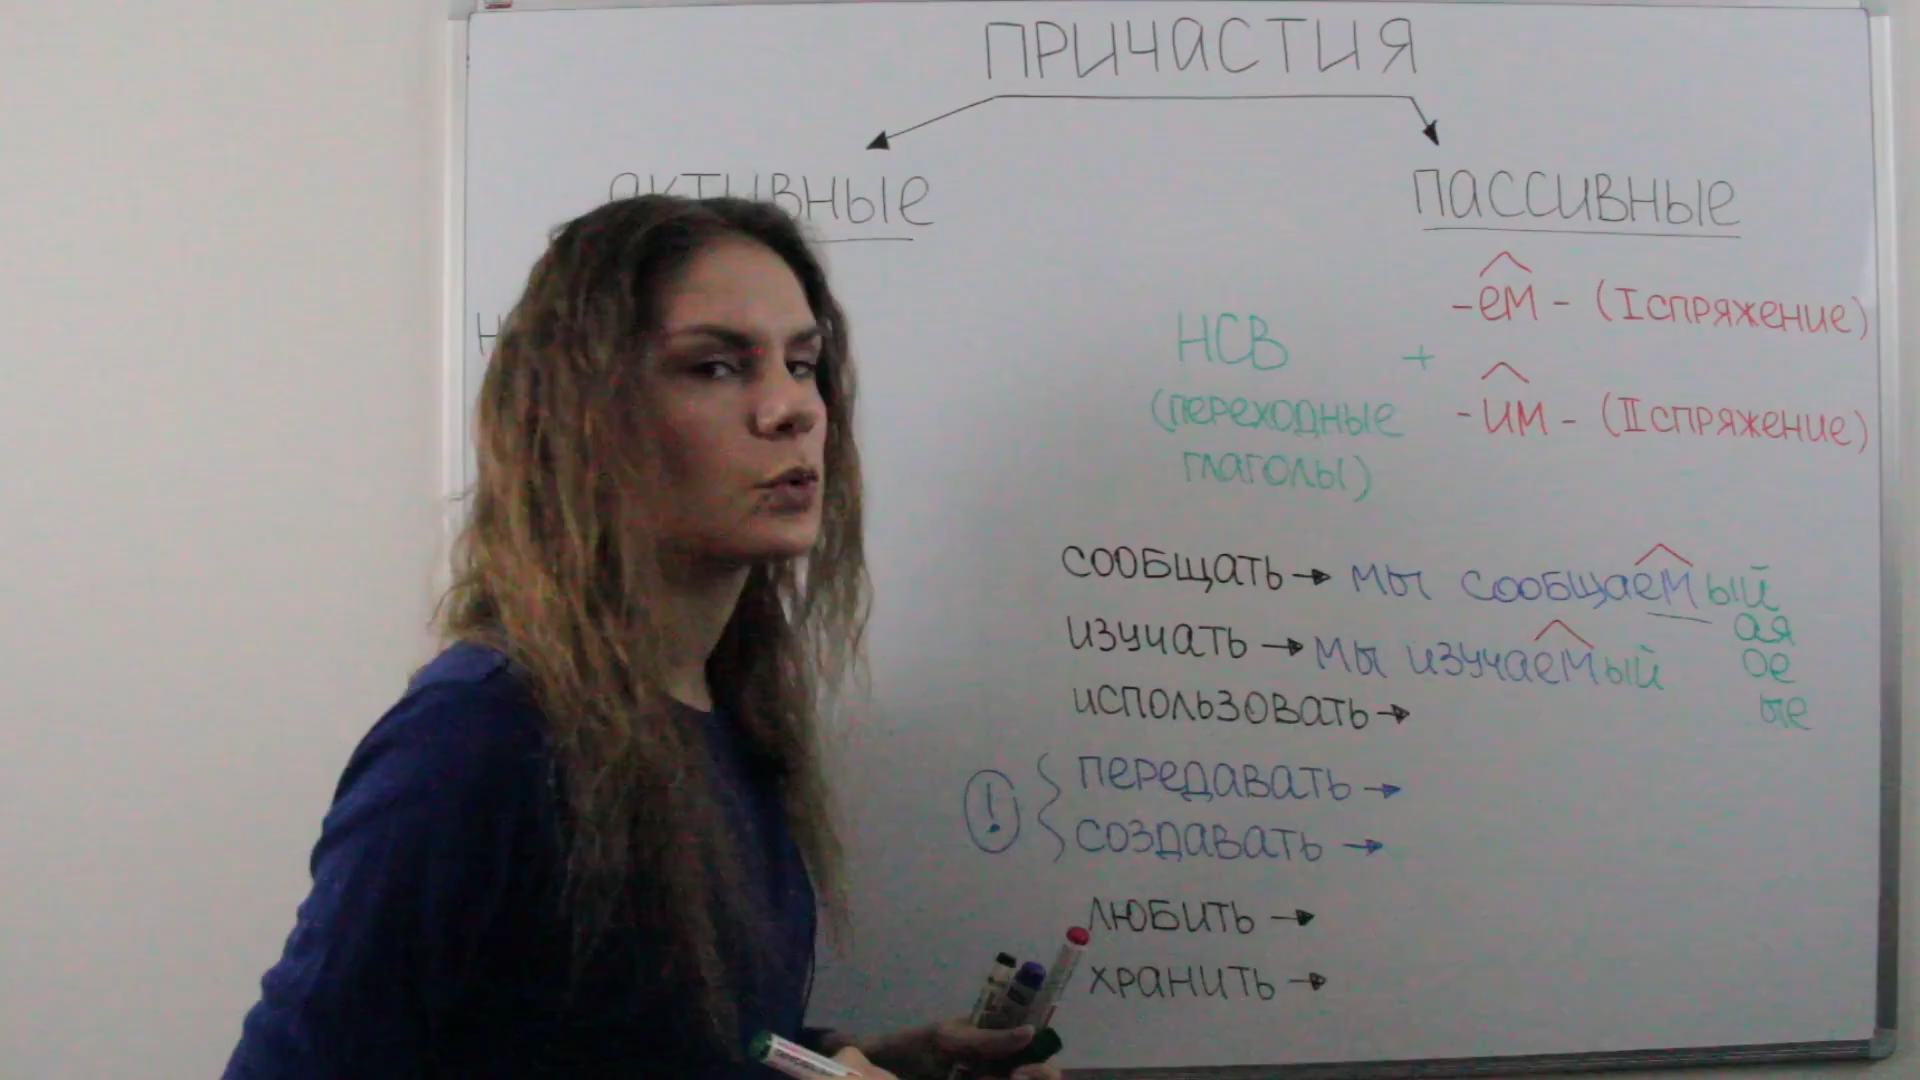 ПРИЧАСТИЯ
активные
пассивные
-ем- (I спряжение)
НСВ +
(переходные -им- (II спряжение)
глаголы)
сообщать → мы сообщаемый
ая
изучать → мы изучаемый ое
использовать → ые
! { передавать →
создавать →
любить →
хранить →